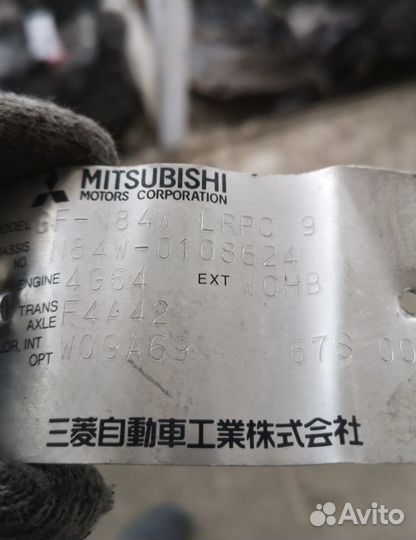 MITSUBISHI
MOTORS CORPORATION
MODEL GF-N84W LRPC 9
CHASSIS NO. N84W-0108624
ENGINE 4G64 EXT W0HB
TRANS AXLE F4A42
COLOR, INT OPT W09A69 67S 00
三菱自動車工業株式会社
Avito